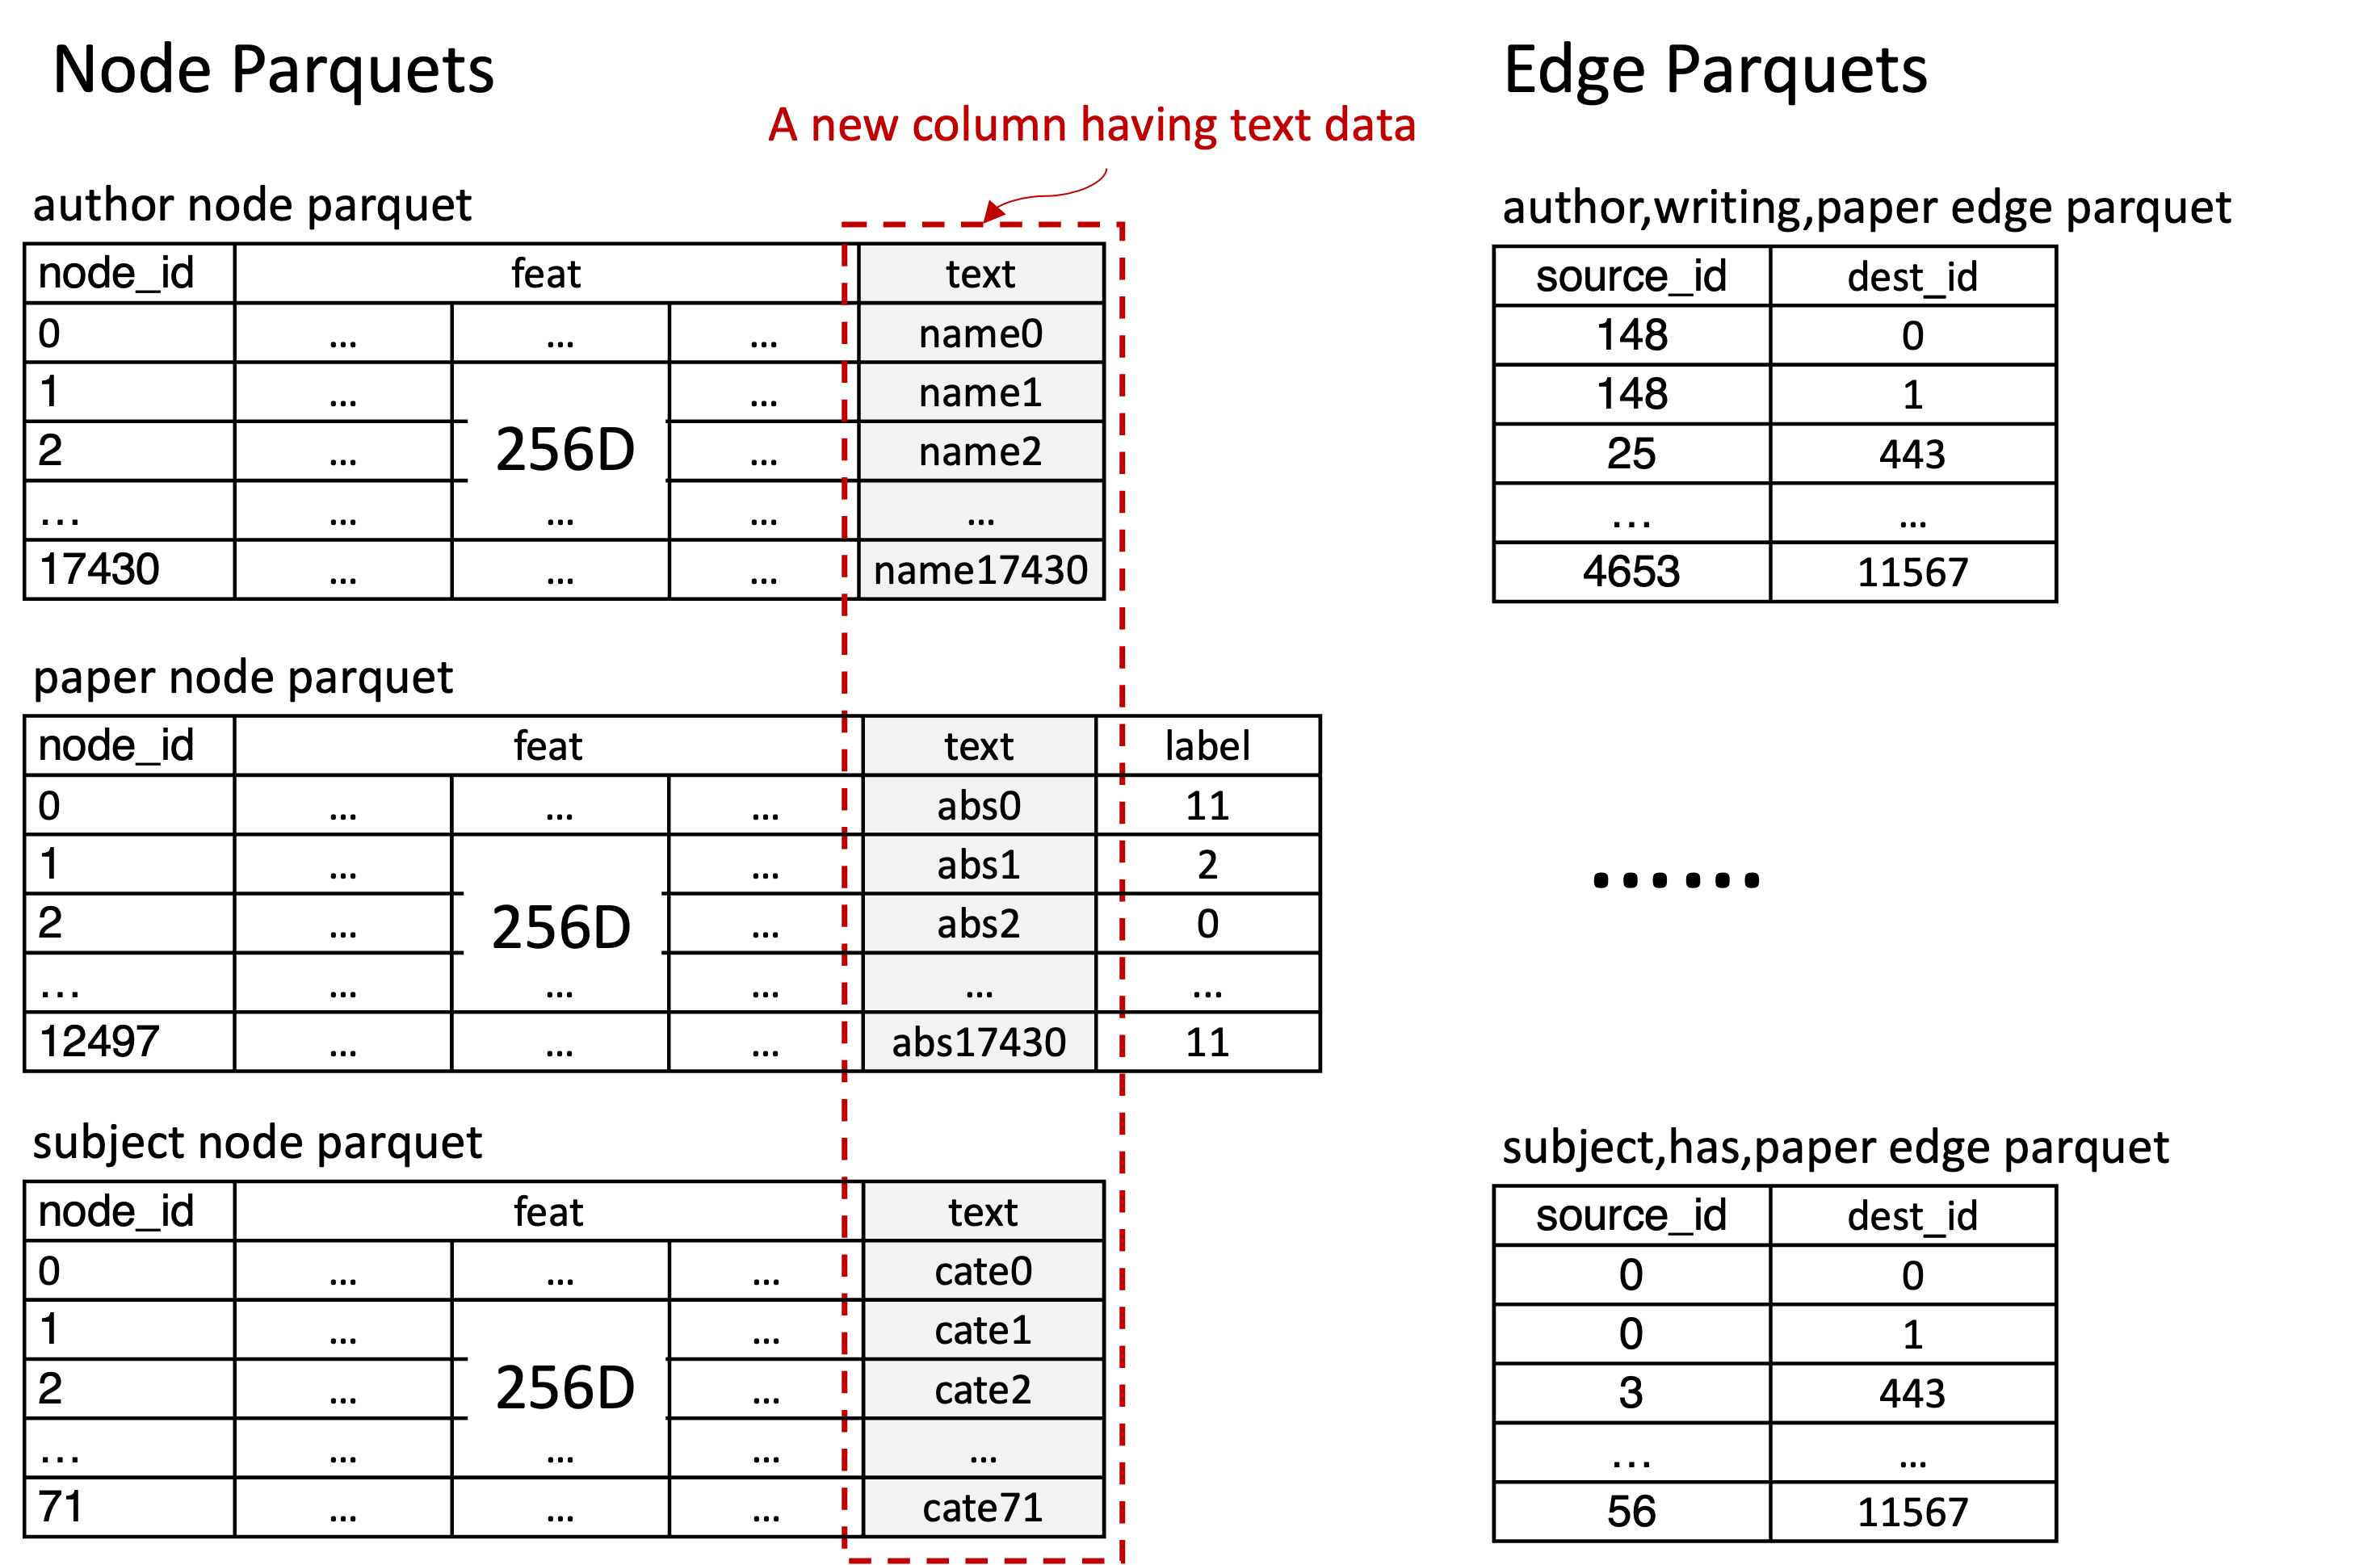 Node Parquets
Edge Parquets
A new column having text data
author node parquet
node_id feat text
0 ... ... ... name0
1 ... ... name1
2 ... 256D ... name2
... ... ... ... ...
17430 ... ... ... name17430
paper node parquet
node_id feat text label
0 ... ... ... abs0 11
1 ... ... abs1 2
2 ... 256D ... abs2 0
... ... ... ... ... ...
12497 ... ... ... abs17430 11
subject node parquet
node_id feat text
0 ... ... ... cate0
1 ... ... cate1
2 ... 256D ... cate2
... ... ... ... ...
71 ... ... ... cate71
author,writing,paper edge parquet
source_id dest_id
148 0
148 1
25 443
... ...
4653 11567
......
subject,has,paper edge parquet
source_id dest_id
0 0
0 1
3 443
... ...
56 11567